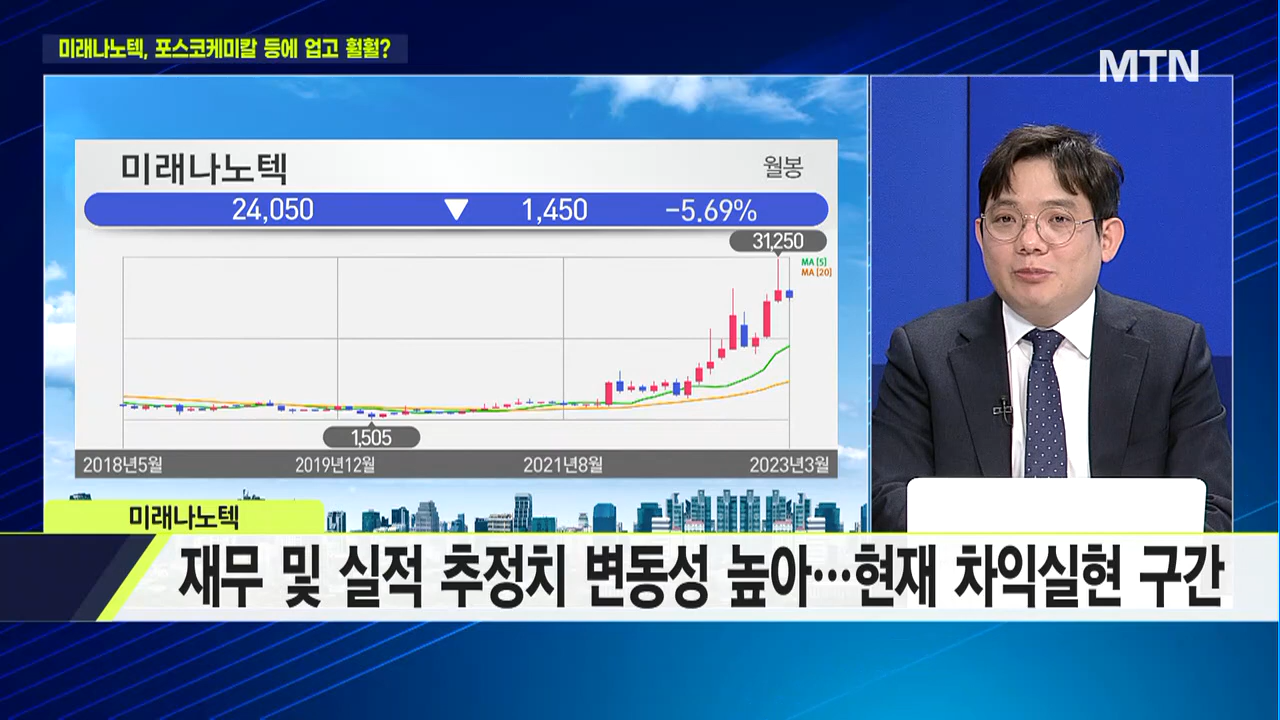 미래나노텍, 포스코케미칼 등에 업고 훨훨?
MTN
미래나노텍
월봉
24,050 ▼ 1,450 -5.69%
31,250
MA [5]
MA [20]
1,505
2018년5월 2019년12월 2021년8월 2023년3월
미래나노텍
재무 및 실적 추정치 변동성 높아…현재 차익실현 구간